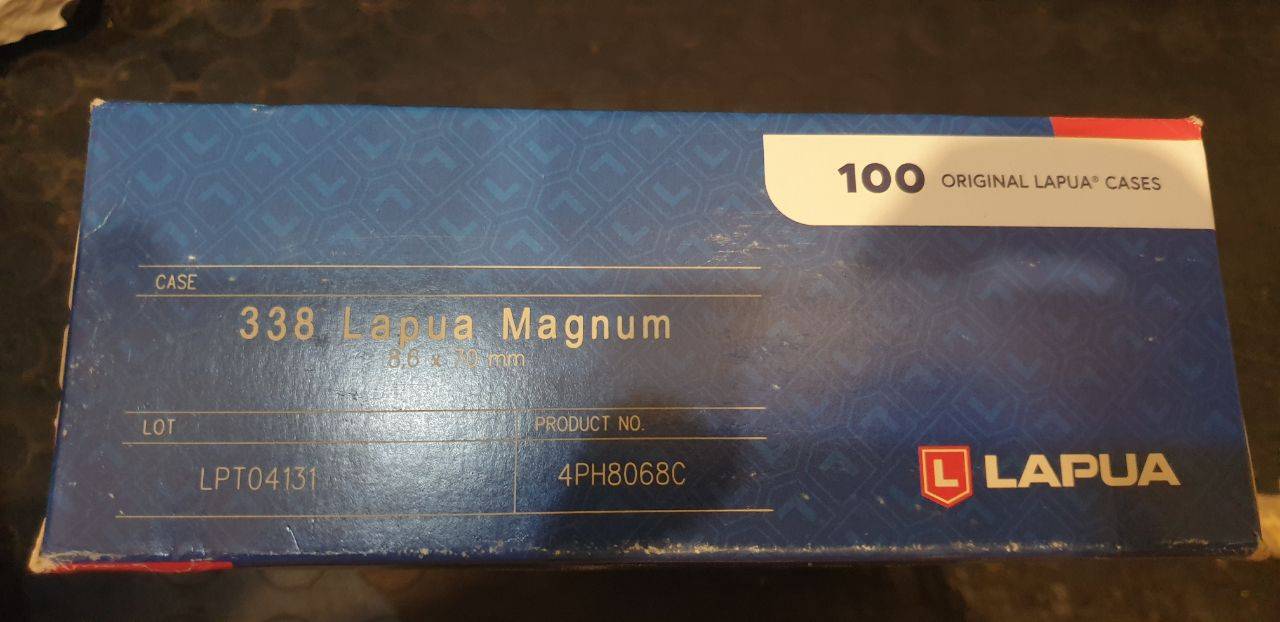 100 ORIGINAL LAPUA® CASES
CASE
338 Lapua Magnum
8,6 x 70 mm
LOT
PRODUCT NO.
LPT04131
4PH8068C
L LAPUA